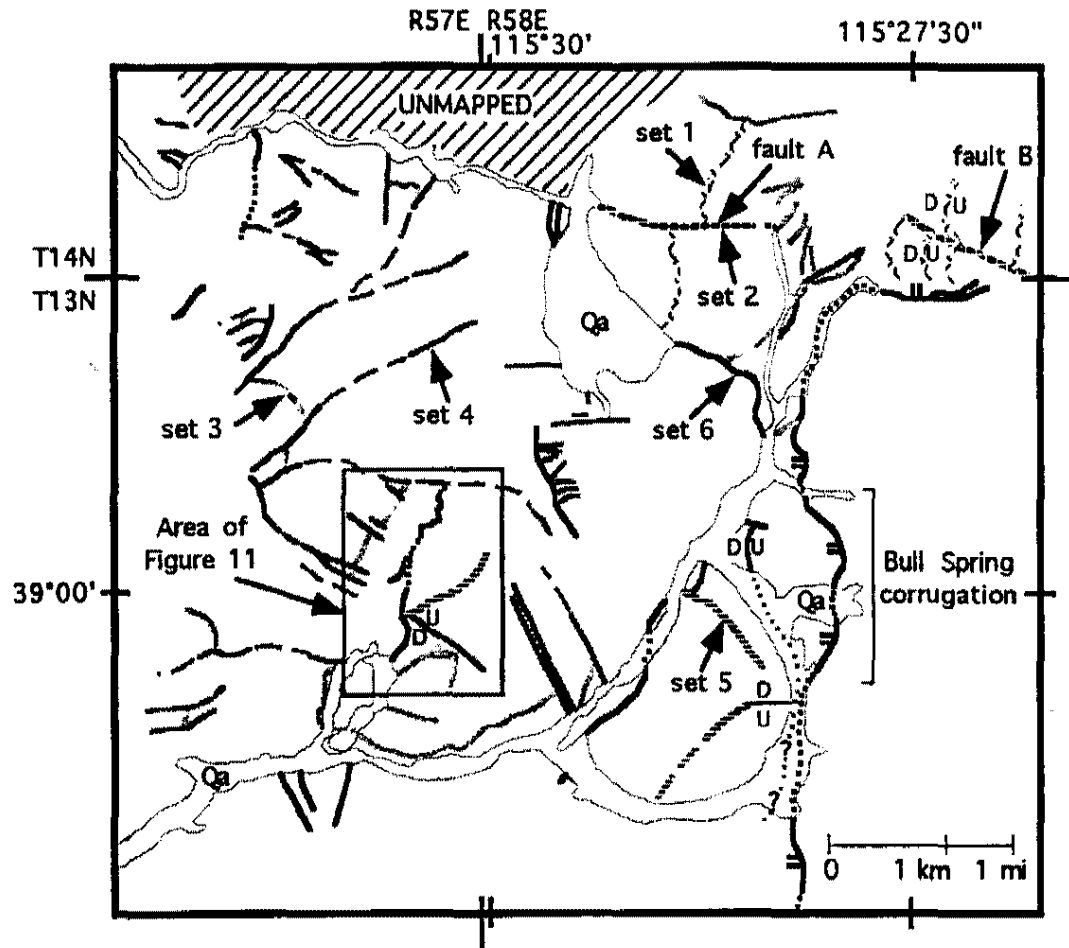 R57E R58E
115°30'
115°27'30"
UNMAPPED
set 1
fault A
fault B
D U
D U
T14N
T13N
set 2
Qa
set 3
set 4
set 6
Area of
Figure 11
D U
Bull Spring
corrugation
39°00'
Qa
U
D
set 5
D
U
?
Qa
?
0 1 km 1 mi